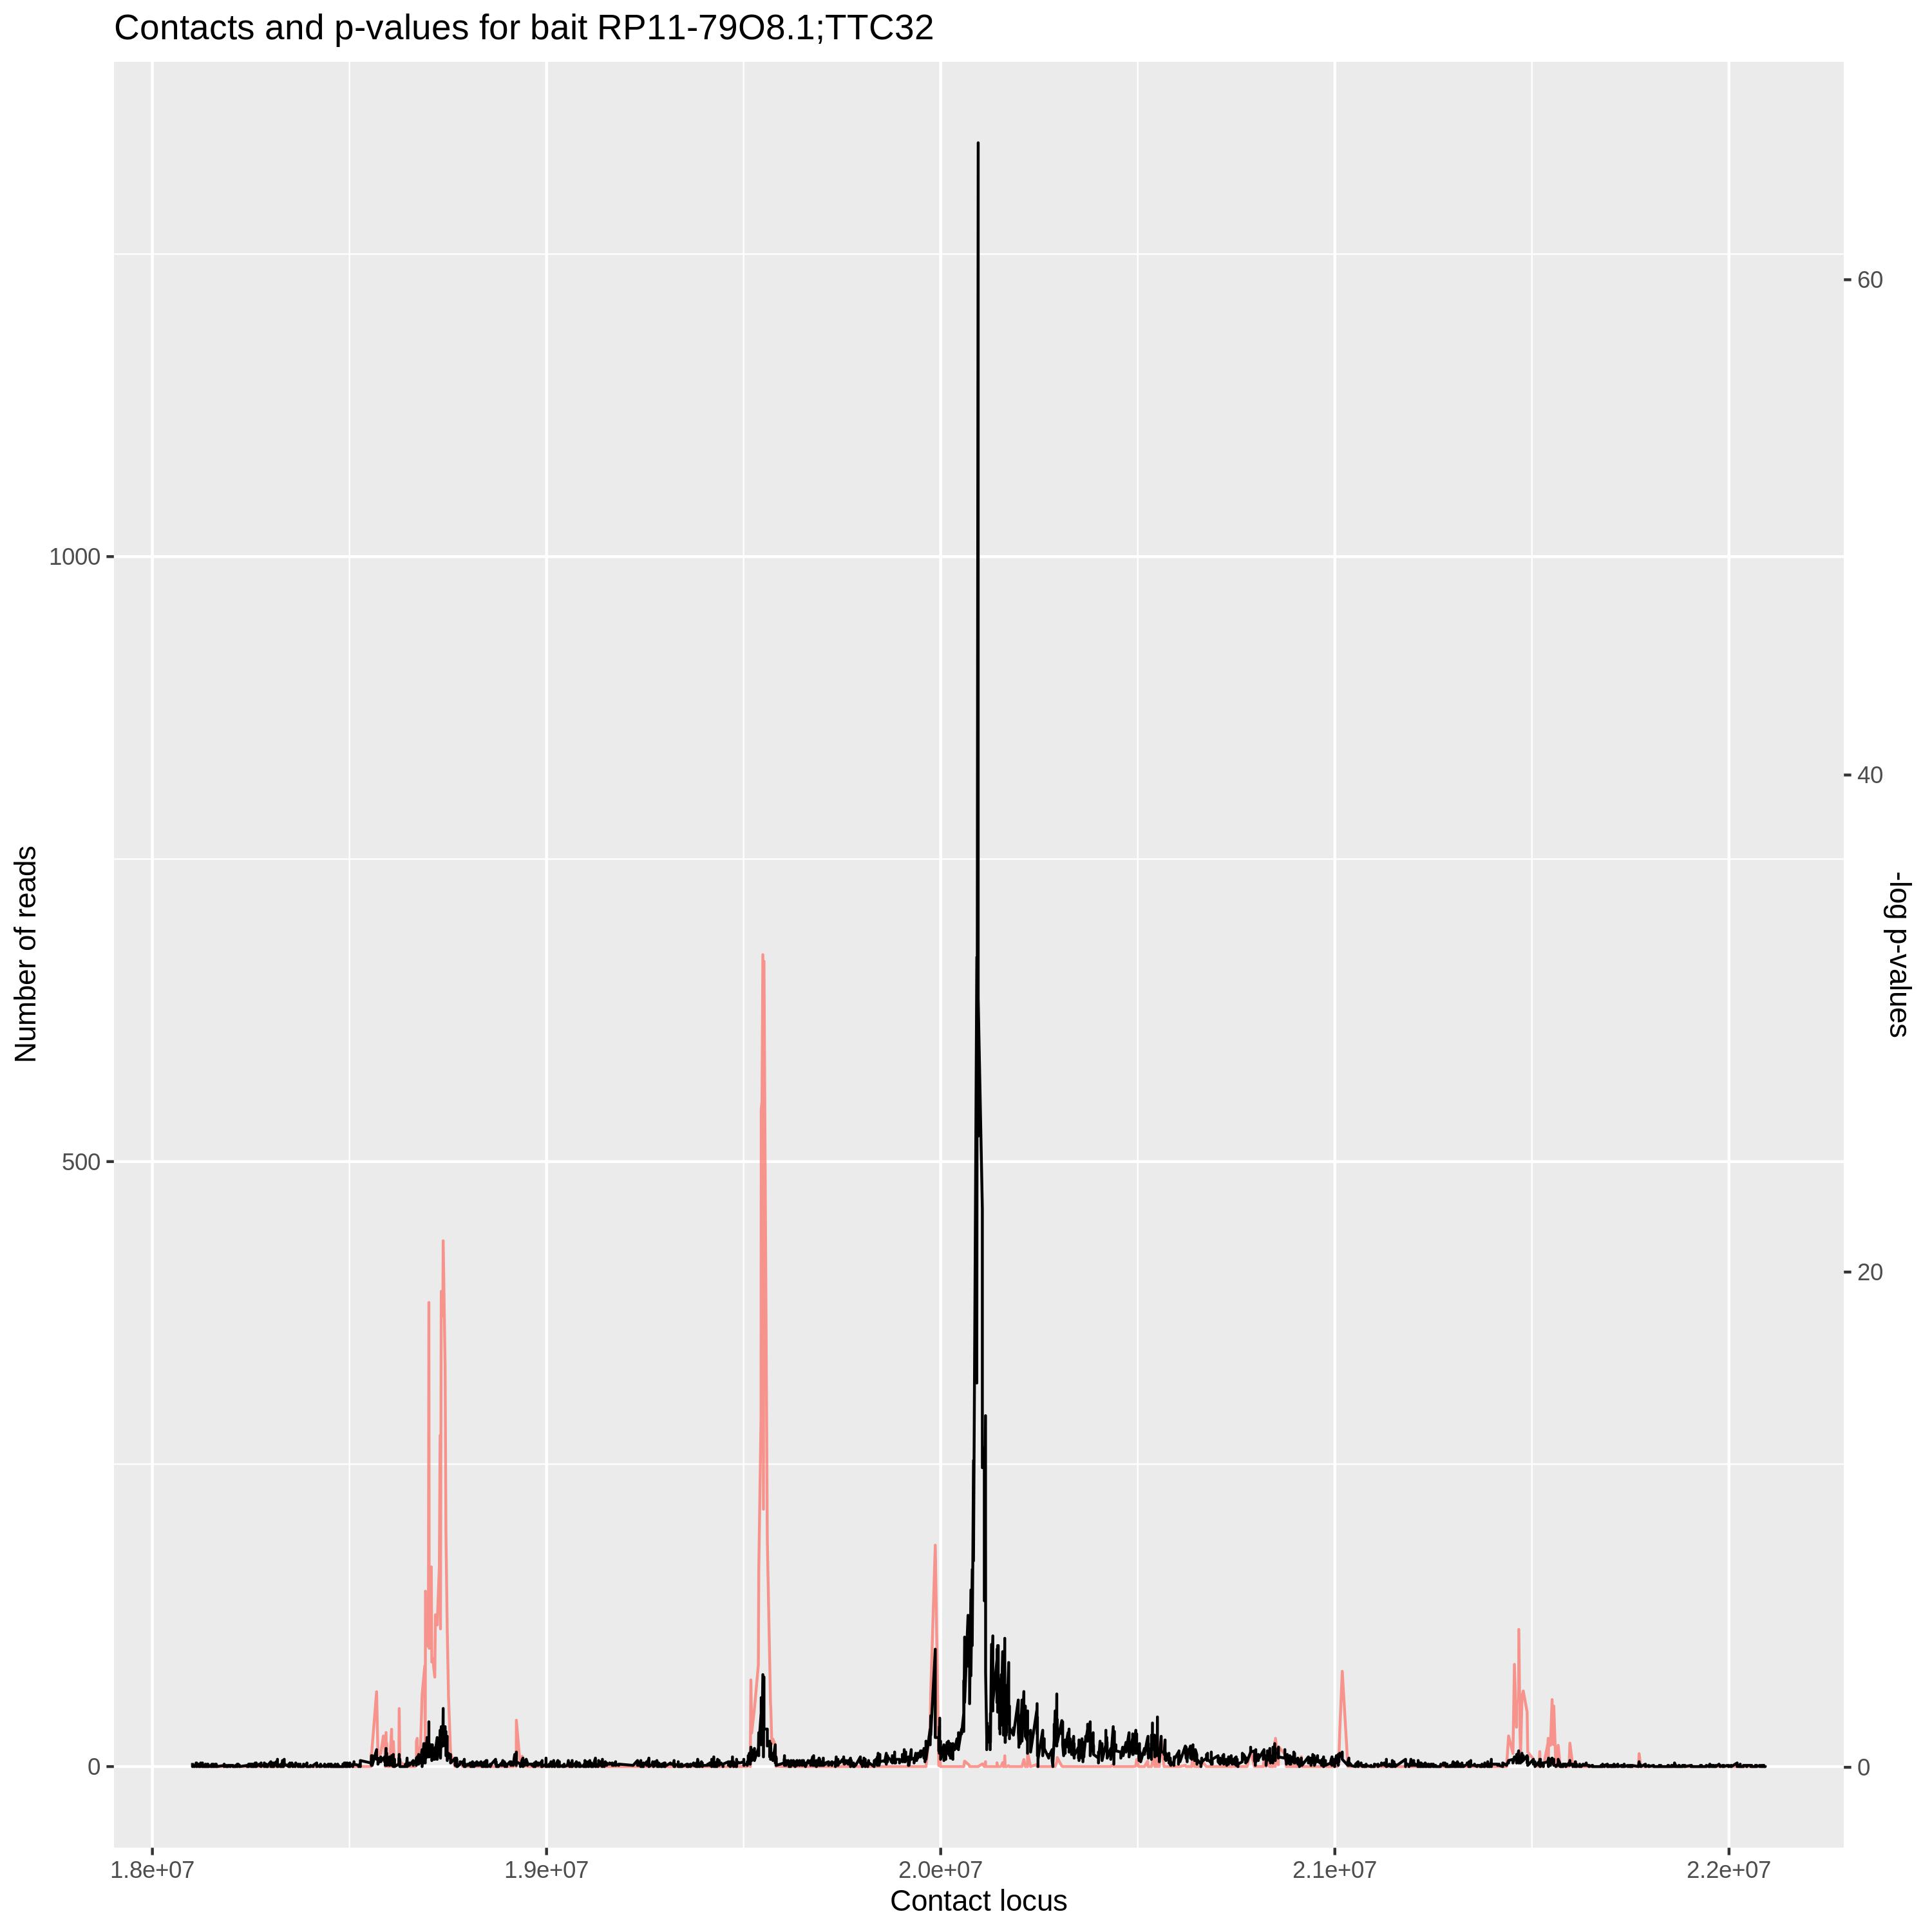 Contacts and p-values for bait RP11-79O8.1;TTC32
Number of reads
1000
500
0
60
40
20
0
-log p-values
1.8e+07 1.9e+07 2.0e+07 2.1e+07 2.2e+07
Contact locus